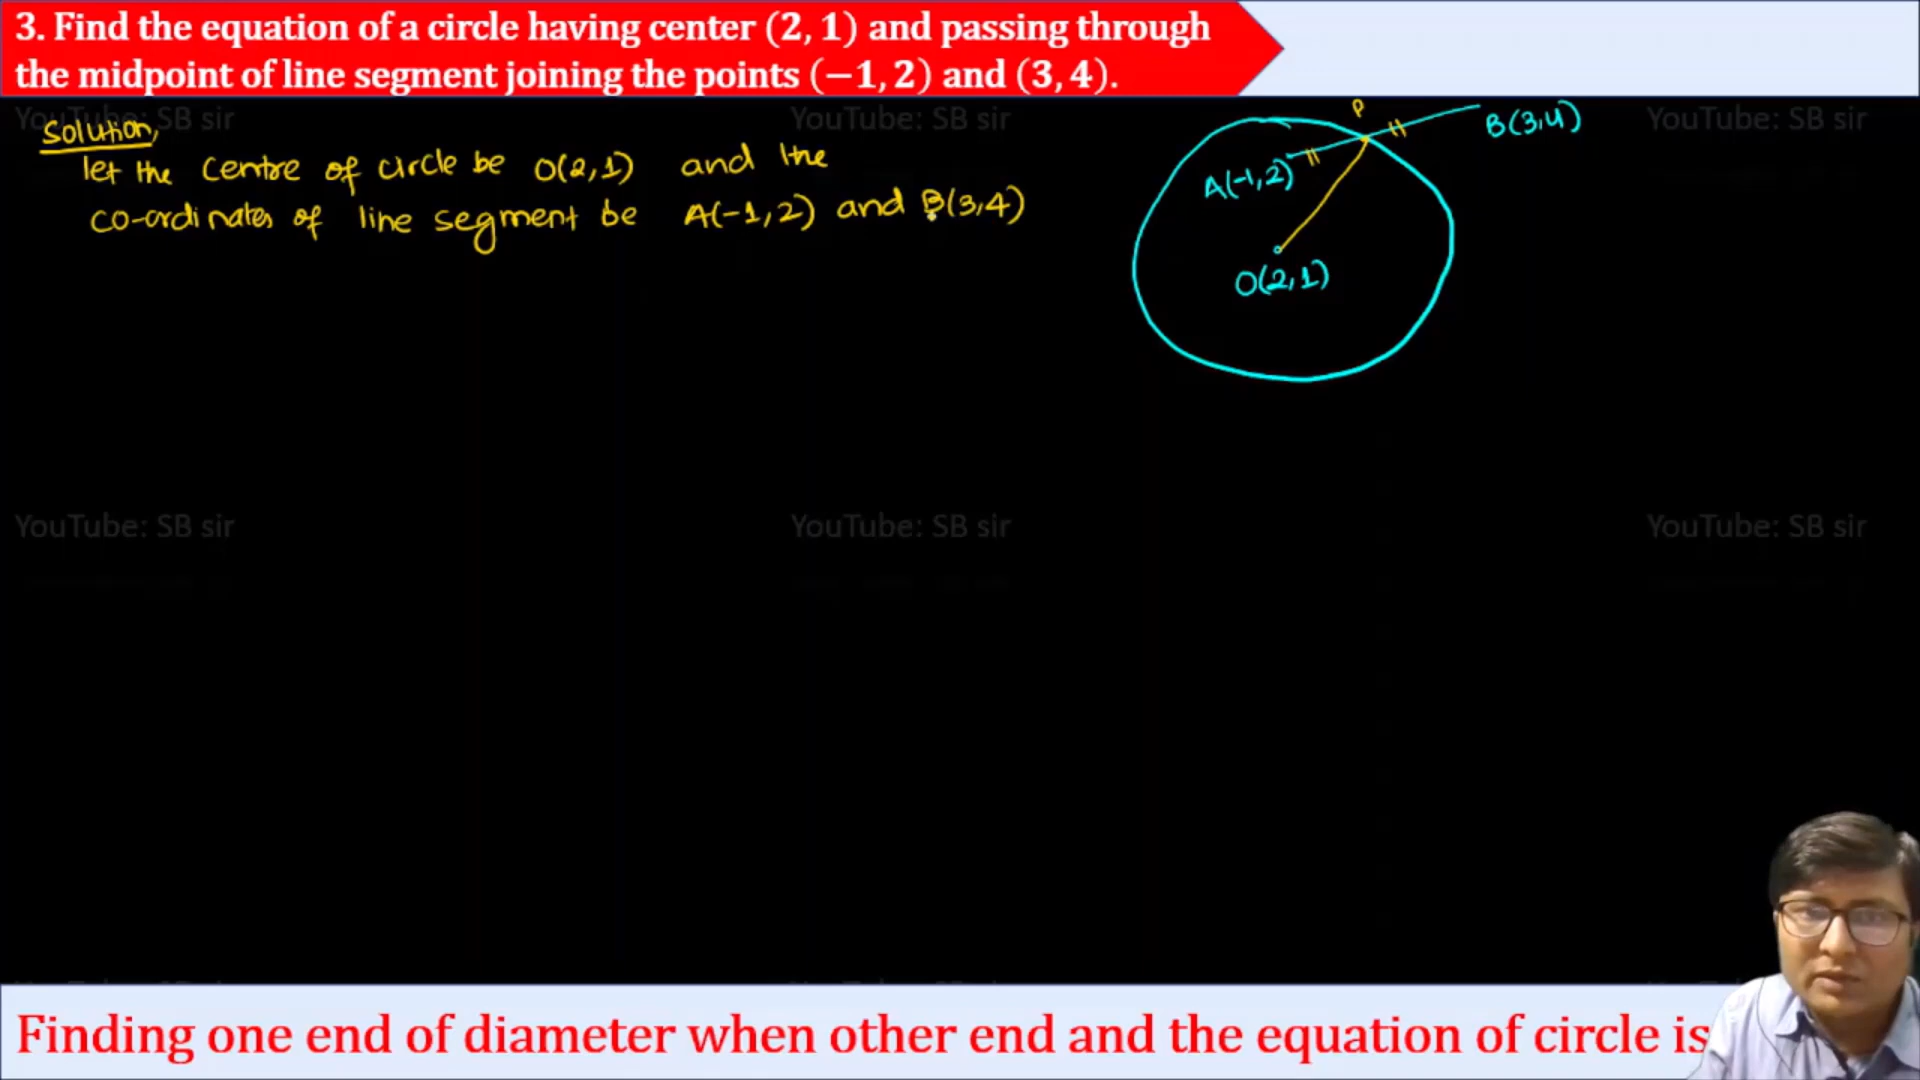 3. Find the equation of a circle having center (2, 1) and passing through
the midpoint of line segment joining the points (−1, 2) and (3, 4).
YouTube: SB sir YouTube: SB sir YouTube: SB sir
Solution,
let the centre of circle be O(2,1) and the
co-ordinates of line segment be A(-1,2) and B(3,4)
P
B(3,4)
A(-1,2)
O(2,1)
YouTube: SB sir YouTube: SB sir YouTube: SB sir
Finding one end of diameter when other end and the equation of circle is